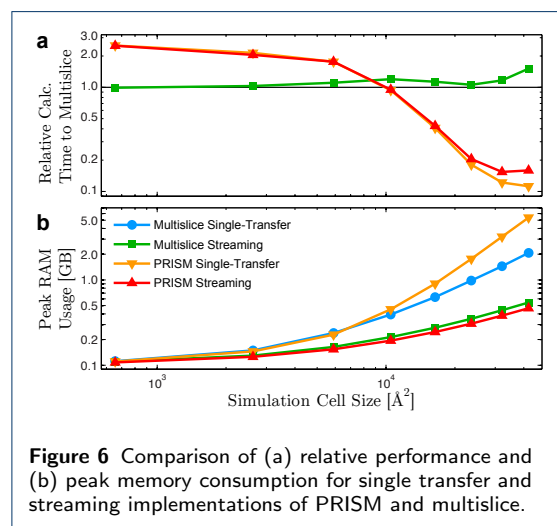 a
3.0
2.0
1.0
0.5
0.2
0.1
Relative Calc.
Time to Multislice
b
5.0
2.0
1.0
0.5
0.2
0.1
Peak RAM
Usage [GB]
Multislice Single-Transfer
Multislice Streaming
PRISM Single-Transfer
PRISM Streaming
10³
10⁴
Simulation Cell Size [Å²]
Figure 6 Comparison of (a) relative performance and
(b) peak memory consumption for single transfer and
streaming implementations of PRISM and multislice.